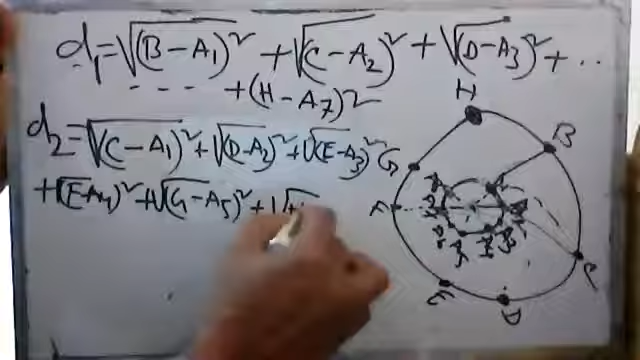 d₁ = √(B-A₁)² + √(C-A₂)² + √(D-A₃)² + ...
---- + (H-A₇)²
d₂ = √(C-A₁)² + √(D-A₂)² + √(E-A₃)²
+ √(E-A₄)² + √(G-A₅)² + √
H
B
G
A
C
E
D